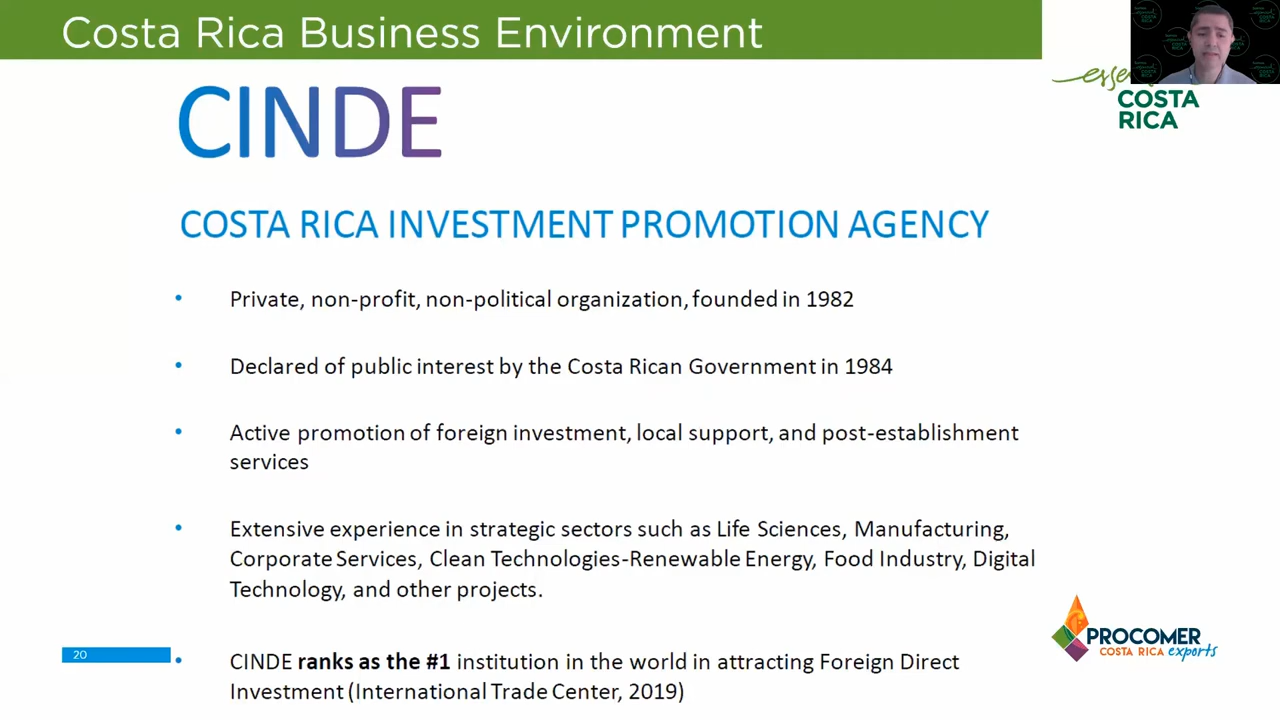 Costa Rica Business Environment
CINDE
COSTA RICA
COSTA RICA INVESTMENT PROMOTION AGENCY
• Private, non-profit, non-political organization, founded in 1982
• Declared of public interest by the Costa Rican Government in 1984
• Active promotion of foreign investment, local support, and post-establishment
services
• Extensive experience in strategic sectors such as Life Sciences, Manufacturing,
Corporate Services, Clean Technologies-Renewable Energy, Food Industry, Digital
Technology, and other projects.
PROCOMER
COSTA RICA exports
20
• CINDE ranks as the #1 institution in the world in attracting Foreign Direct
Investment (International Trade Center, 2019)